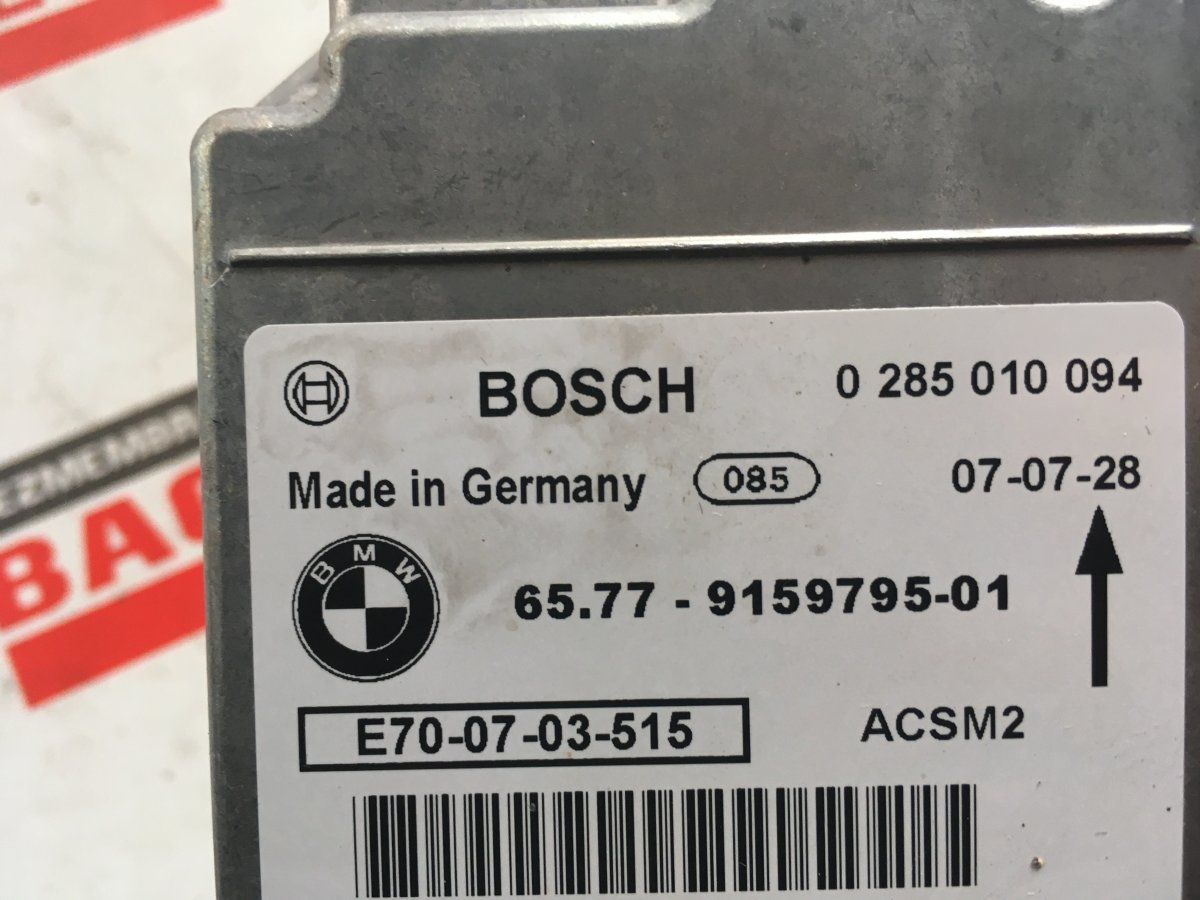 BOSCH 0 285 010 094
Made in Germany 085 07-07-28
BMW
65.77 - 9159795-01
E70-07-03-515 ACSM2